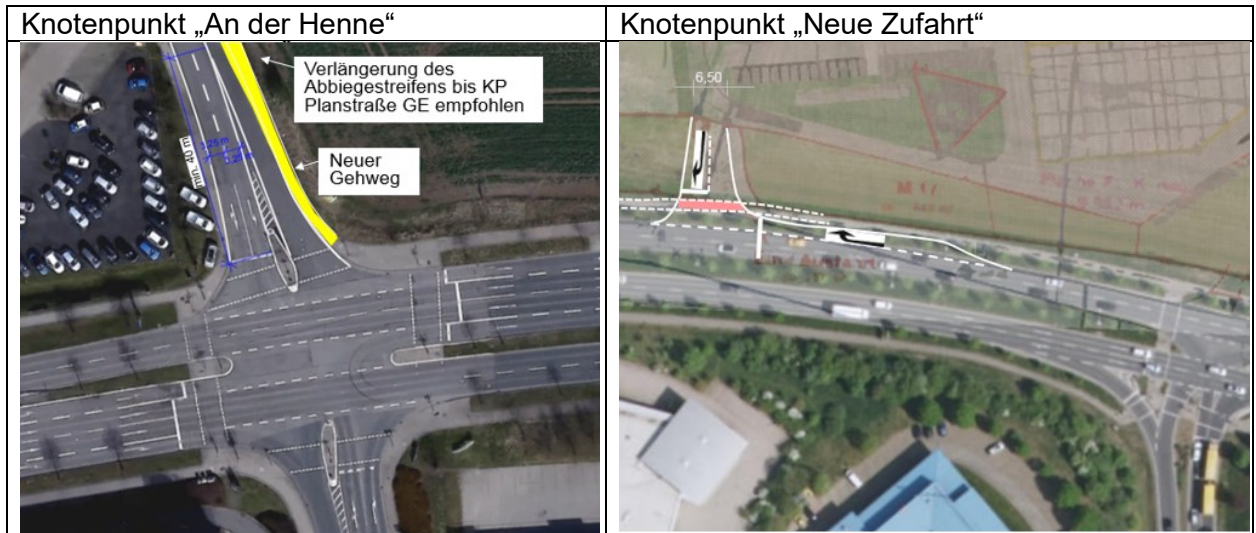 Knotenpunkt „An der Henne“
Knotenpunkt „Neue Zufahrt“
Verlängerung des
Abbiegestreifens bis KP
Planstraße GE empfohlen
Neuer
Gehweg
min. 40 m
6,50
M 17